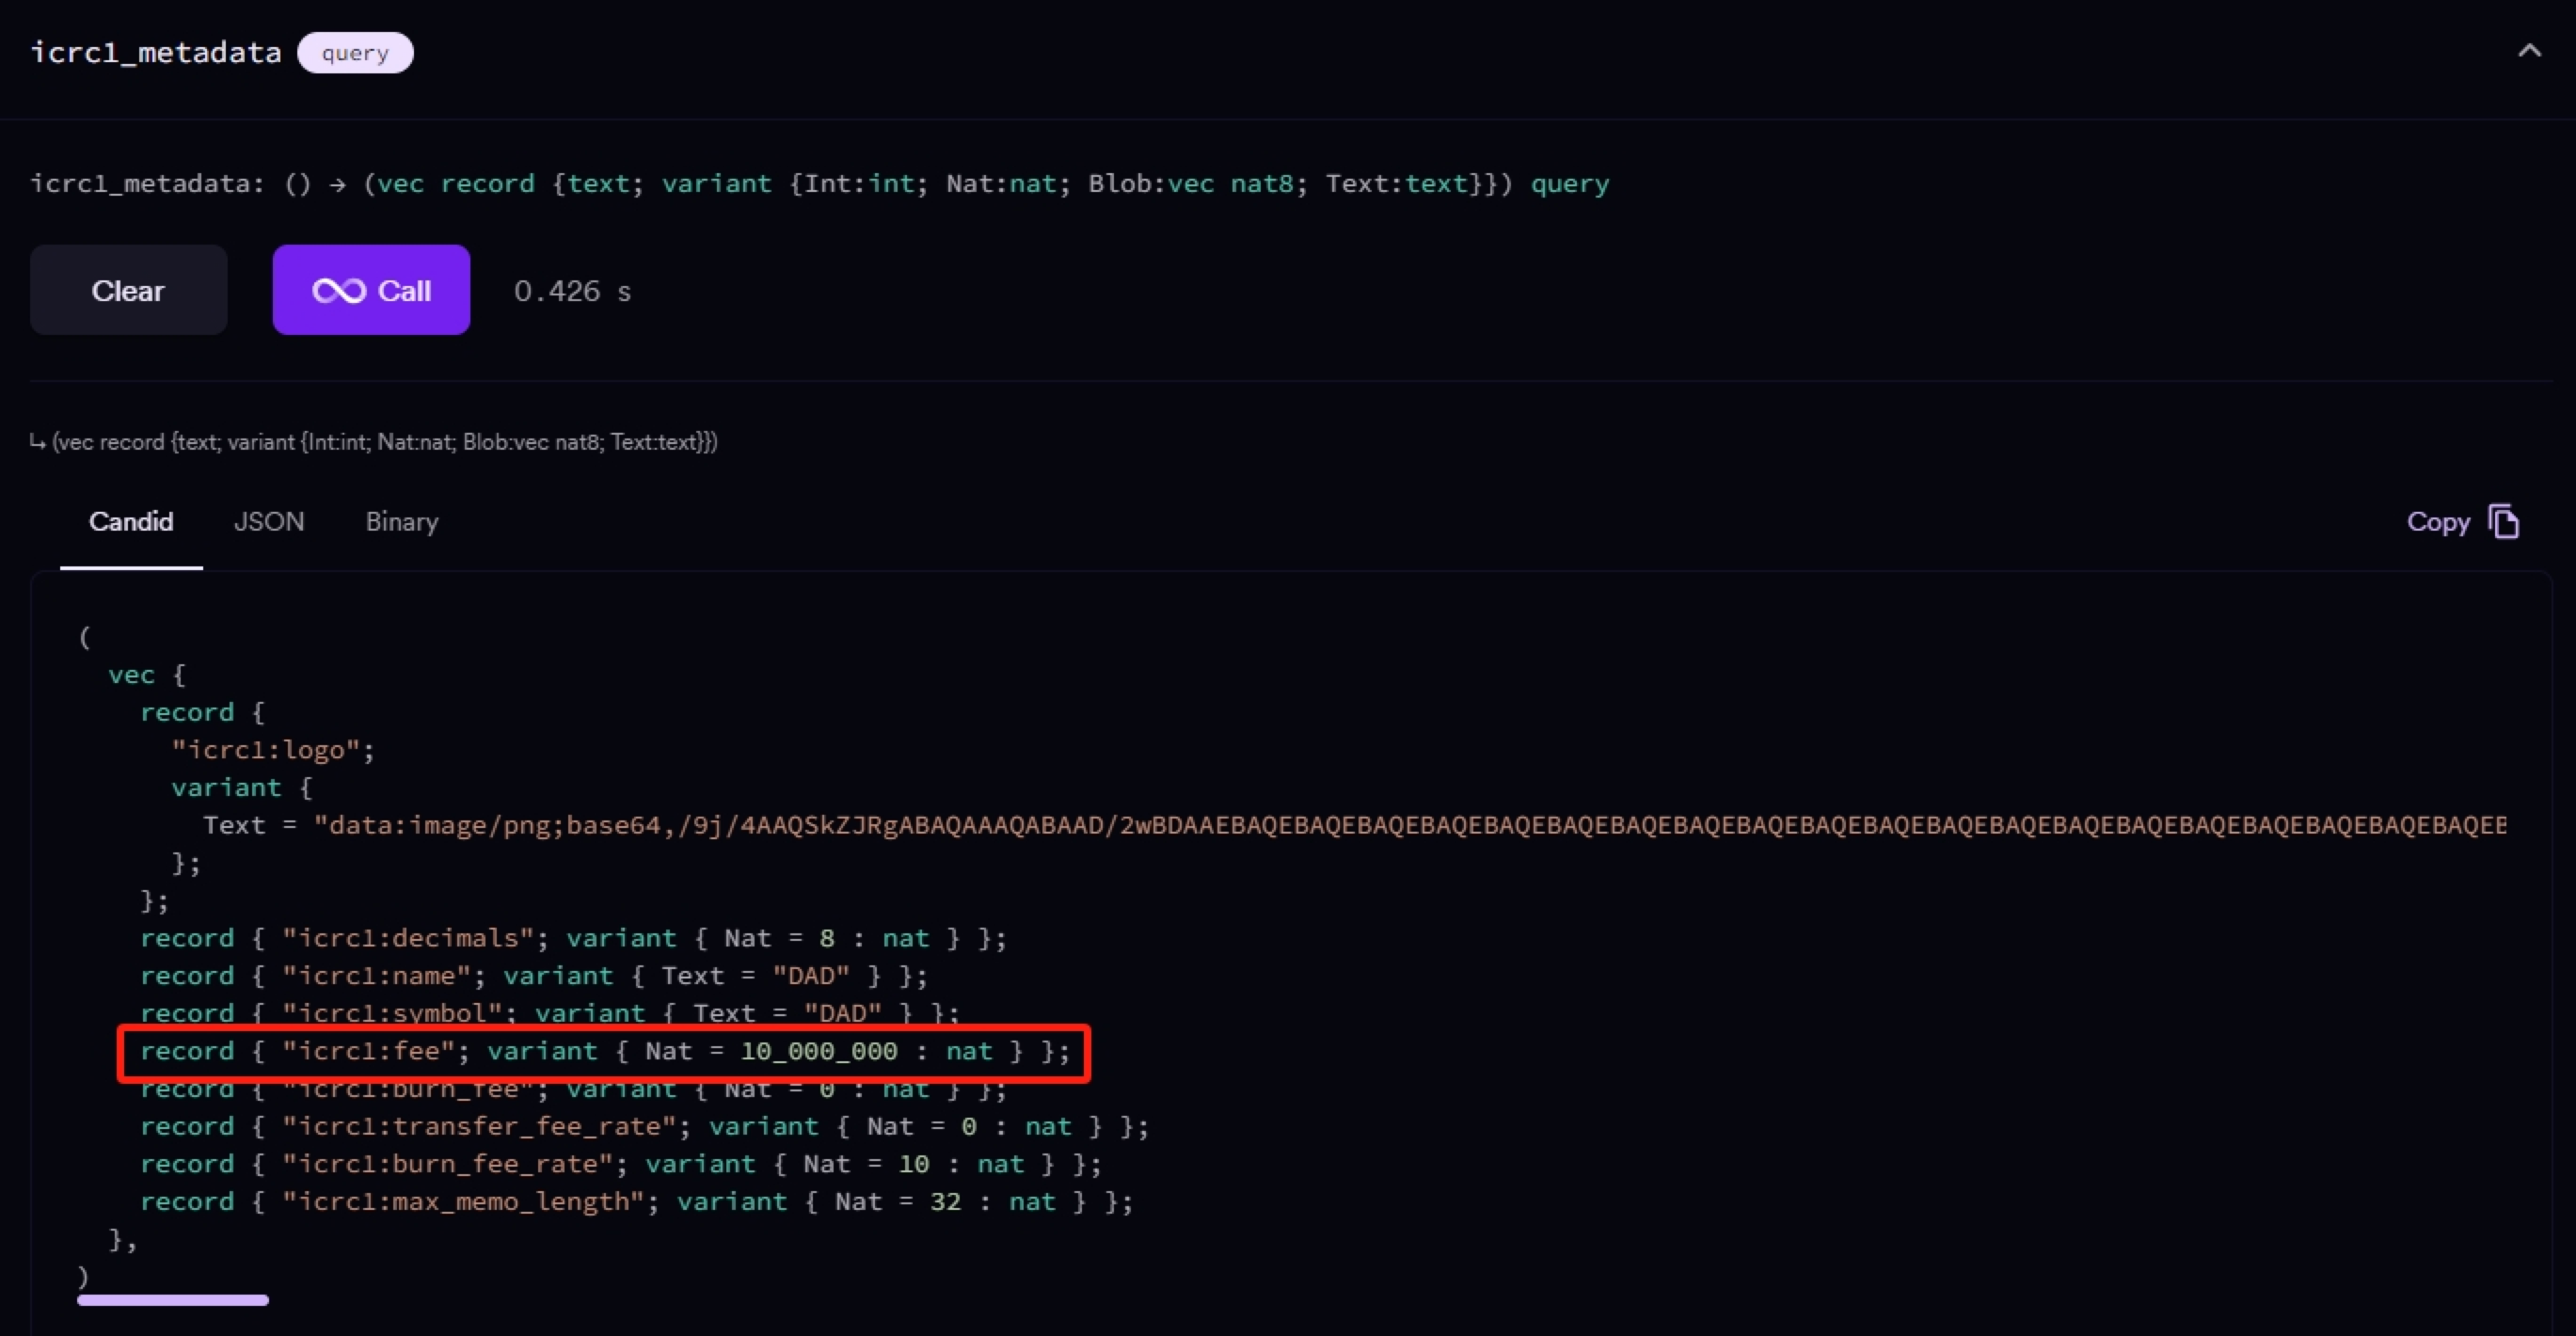 icrc1_metadata query
icrc1_metadata: () → (vec record {text; variant {Int:int; Nat:nat; Blob:vec nat8; Text:text}}) query
Clear Call 0.426 s
↳ (vec record {text; variant {Int:int; Nat:nat; Blob:vec nat8; Text:text}})
Candid JSON Binary Copy
(
vec {
record {
"icrc1:logo";
variant {
Text = "data:image/png;base64,/9j/4AAQSkZJRgABAQAAAQABAAD/2wBDAAEBAQEBAQEBAQEBAQEBAQEBAQEBAQEBAQEBAQEBAQEBAQEBAQEBAQEBAQEBAQEBAQEBAQEBAQEBAQEBAQEE
};
};
record { "icrc1:decimals"; variant { Nat = 8 : nat } };
record { "icrc1:name"; variant { Text = "DAD" } };
record { "icrc1:symbol"; variant { Text = "DAD" } };
record { "icrc1:fee"; variant { Nat = 10_000_000 : nat } };
record { "icrc1:burn_fee"; variant { Nat = 0 : nat } };
record { "icrc1:transfer_fee_rate"; variant { Nat = 0 : nat } };
record { "icrc1:burn_fee_rate"; variant { Nat = 10 : nat } };
record { "icrc1:max_memo_length"; variant { Nat = 32 : nat } };
},
)